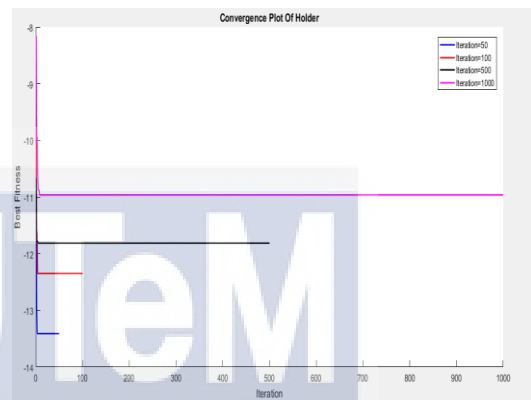 Convergence Plot Of Holder
-8
Iteration=50
Iteration=100
Iteration=500
Iteration=1000
-9
-10
Best Fitness
-11
-12
-13
-14
0 100 200 300 400 500 600 700 800 900 1000
Iteration
UTeM